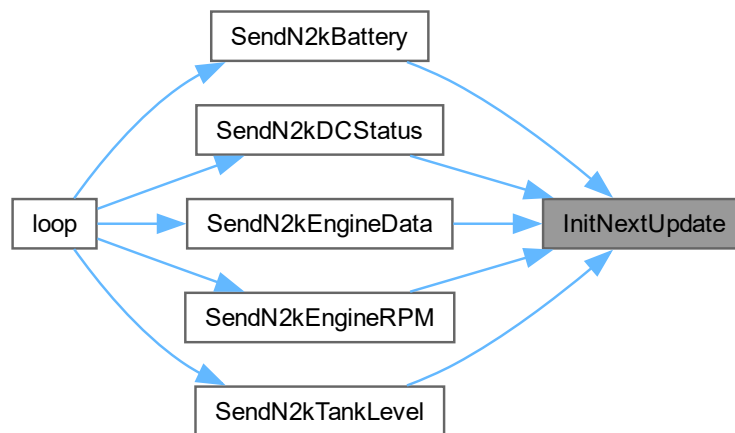 SendN2kBattery
SendN2kDCStatus
loop
SendN2kEngineData
InitNextUpdate
SendN2kEngineRPM
SendN2kTankLevel